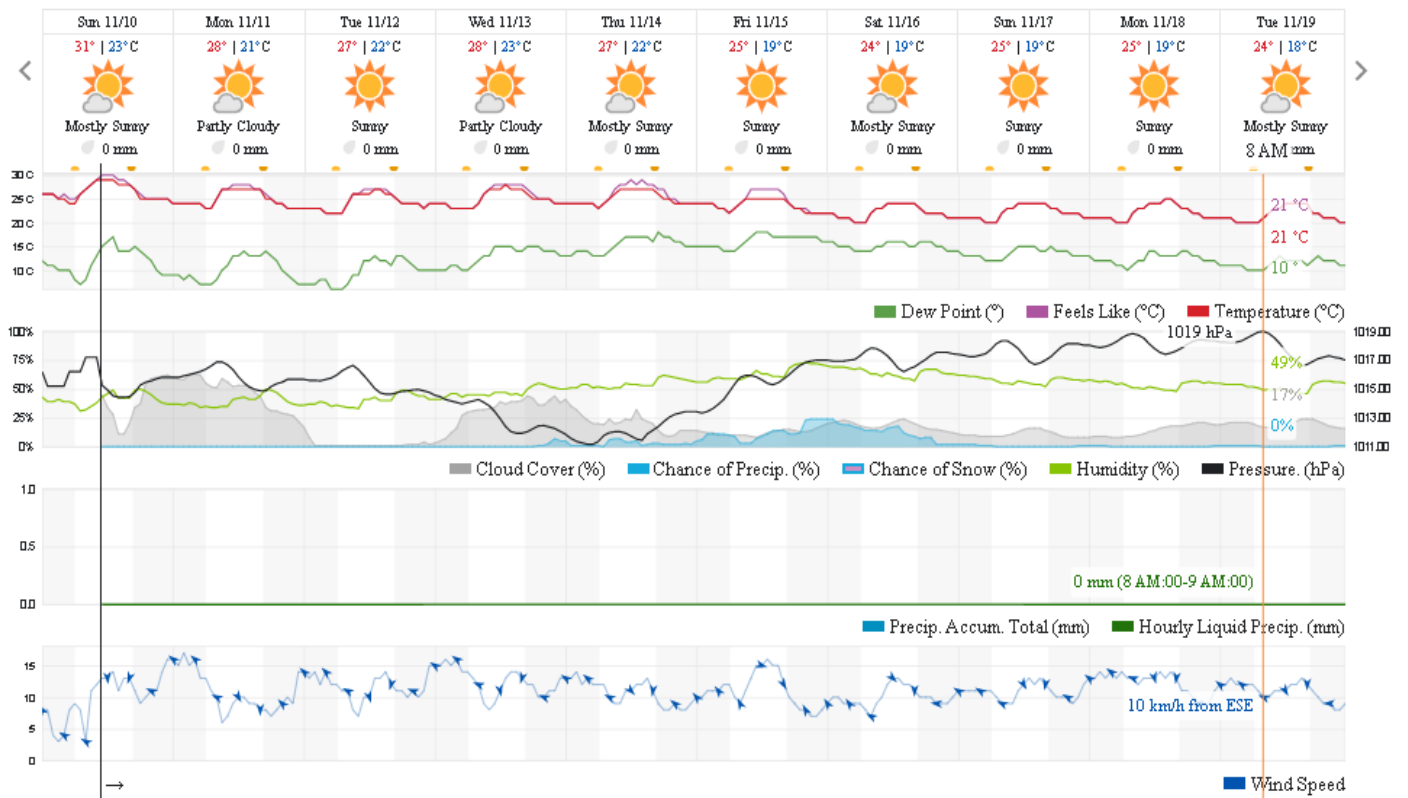 Sun 11/10 Mon 11/11 Tue 11/12 Wed 11/13 Thu 11/14 Fri 11/15 Sat 11/16 Sun 11/17 Mon 11/18 Tue 11/19
31° | 23°C 28° | 21°C 27° | 22°C 28° | 23°C 27° | 22°C 25° | 19°C 24° | 19°C 25° | 19°C 25° | 19°C 24° | 18°C
Mostly Sunny Partly Cloudy Sunny Partly Cloudy Mostly Sunny Sunny Mostly Sunny Sunny Sunny Mostly Sunny
0 mm 0 mm 0 mm 0 mm 0 mm 0 mm 0 mm 0 mm 0 mm 8 AM mm
30 C
25 C
21 °C
20 C
21 °C
15 C
10 C
10 °
Dew Point (°) Feels Like (°C) Temperature (°C)
100% 1019 hPa 1019.00
75% 49% 1017.00
50% 17% 1015.00
25% 0% 1013.00
0% 1011.00
Cloud Cover (%) Chance of Precip. (%) Chance of Snow (%) Humidity (%) Pressure. (hPa)
1.0
0.5
0 mm (8 AM:00-9 AM:00)
0.0
Precip. Accum. Total (mm) Hourly Liquid Precip. (mm)
15
10
10 km/h from ESE
5
0
→
Wind Speed